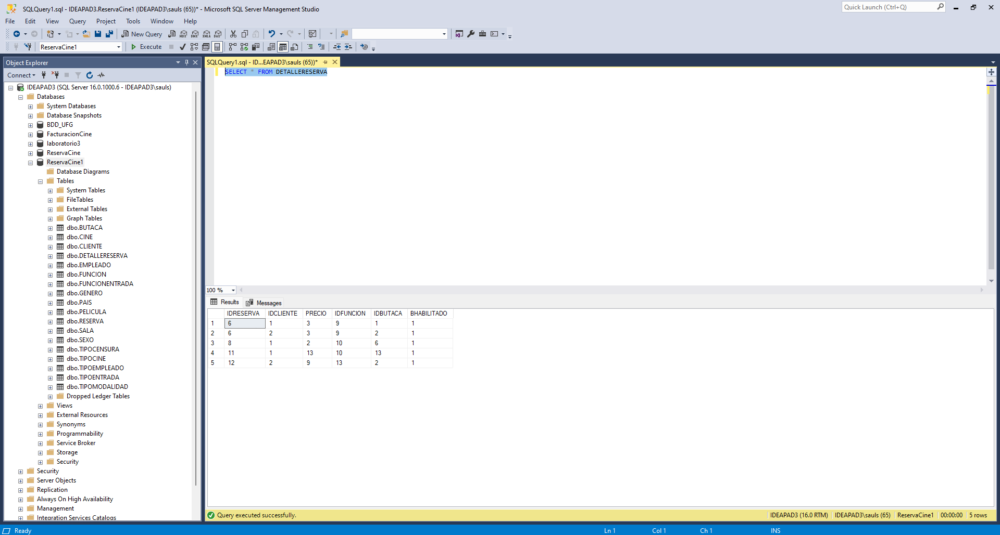 SQLQuery1.sql - IDEAPAD3.ReservaCine1 (IDEAPAD3\sauls (65))* - Microsoft SQL Server Management Studio
Quick Launch (Ctrl+Q)
File Edit View Query Project Tools Window Help
New Query MDX DMX XMLA DAX
ReservaCine1 Execute
Object Explorer
SQLQuery1.sql - ID...EAPAD3\sauls (65))*
Connect
SELECT * FROM DETALLERESERVA
IDEAPAD3 (SQL Server 16.0.1000.6 - IDEAPAD3\sauls)
Databases
System Databases
Database Snapshots
BDD_UFG
FacturacionCine
laboratorio3
ReservaCine
ReservaCine1
Database Diagrams
Tables
System Tables
FileTables
External Tables
Graph Tables
dbo.BUTACA
dbo.CINE
dbo.CLIENTE
dbo.DETALLERESERVA
dbo.EMPLEADO
dbo.FUNCION
dbo.FUNCIONENTRADA
dbo.GENERO
dbo.PAIS
dbo.PELICULA
dbo.RESERVA
dbo.SALA
dbo.SEXO
dbo.TIPOCENSURA
dbo.TIPOCINE
dbo.TIPOEMPLEADO
dbo.TIPOENTRADA
dbo.TIPOMODALIDAD
Dropped Ledger Tables
Views
External Resources
Synonyms
Programmability
Service Broker
Storage
Security
Security
Server Objects
Replication
Always On High Availability
Management
Integration Services Catalogs
100 %
Results Messages
IDRESERVA IDCLIENTE PRECIO IDFUNCION IDBUTACA BHABILITADO
1 6 1 3 9 1 1
2 6 2 3 9 2 1
3 8 1 2 10 6 1
4 11 1 13 10 13 1
5 12 2 9 13 2 1
Query executed successfully. IDEAPAD3 (16.0 RTM) IDEAPAD3\sauls (65) ReservaCine1 00:00:00 5 rows
Ready Ln 1 Col 1 Ch 1 INS